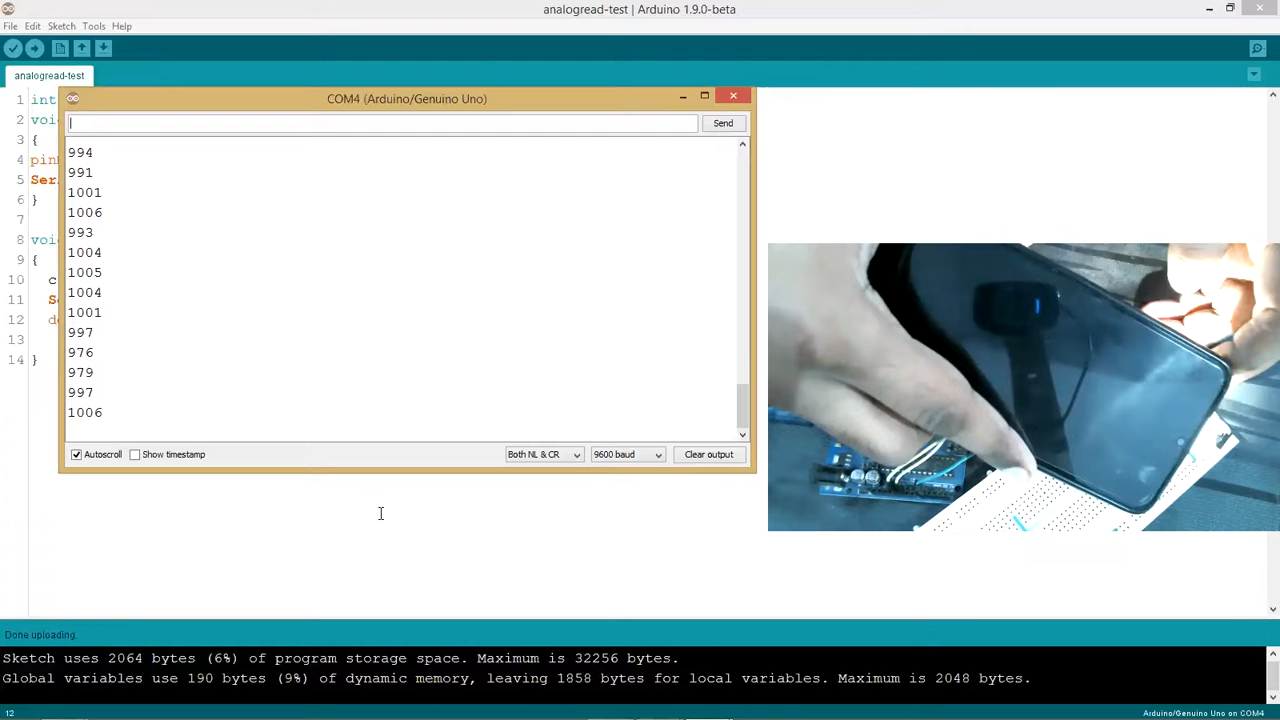 analogread-test | Arduino 1.9.0-beta
File Edit Sketch Tools Help
analogread-test
COM4 (Arduino/Genuino Uno)
Send
1 int
2
3 {
4
5 Ser
6 }
7
8
9 {
10 c
11
12
13
14 }
994
991
1001
1006
993
1004
1005
1004
1001
997
976
979
997
1006
Autoscroll Show timestamp Both NL & CR 9600 baud Clear output
Done uploading.
Sketch uses 2064 bytes (6%) of program storage space. Maximum is 32256 bytes.
Global variables use 190 bytes (9%) of dynamic memory, leaving 1858 bytes for local variables. Maximum is 2048 bytes.
12 Arduino/Genuino Uno on COM4